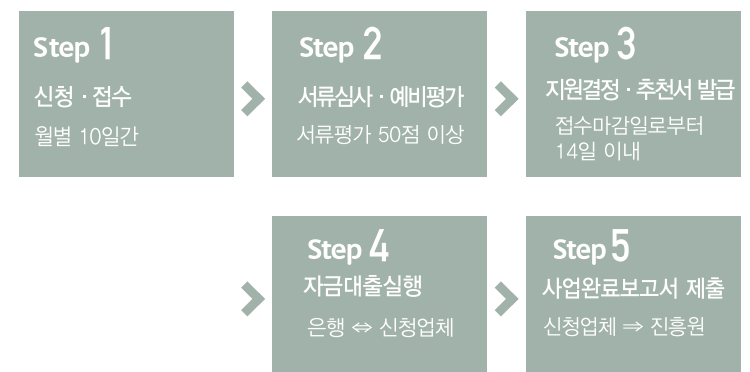 Step 1
신청 · 접수
월별 10일간
Step 2
서류심사 · 예비평가
서류평가 50점 이상
Step 3
지원결정 · 추천서 발급
접수마감일로부터
14일 이내
Step 4
자금대출실행
은행 ⇔ 신청업체
Step 5
사업완료보고서 제출
신청업체 ⇒ 진흥원